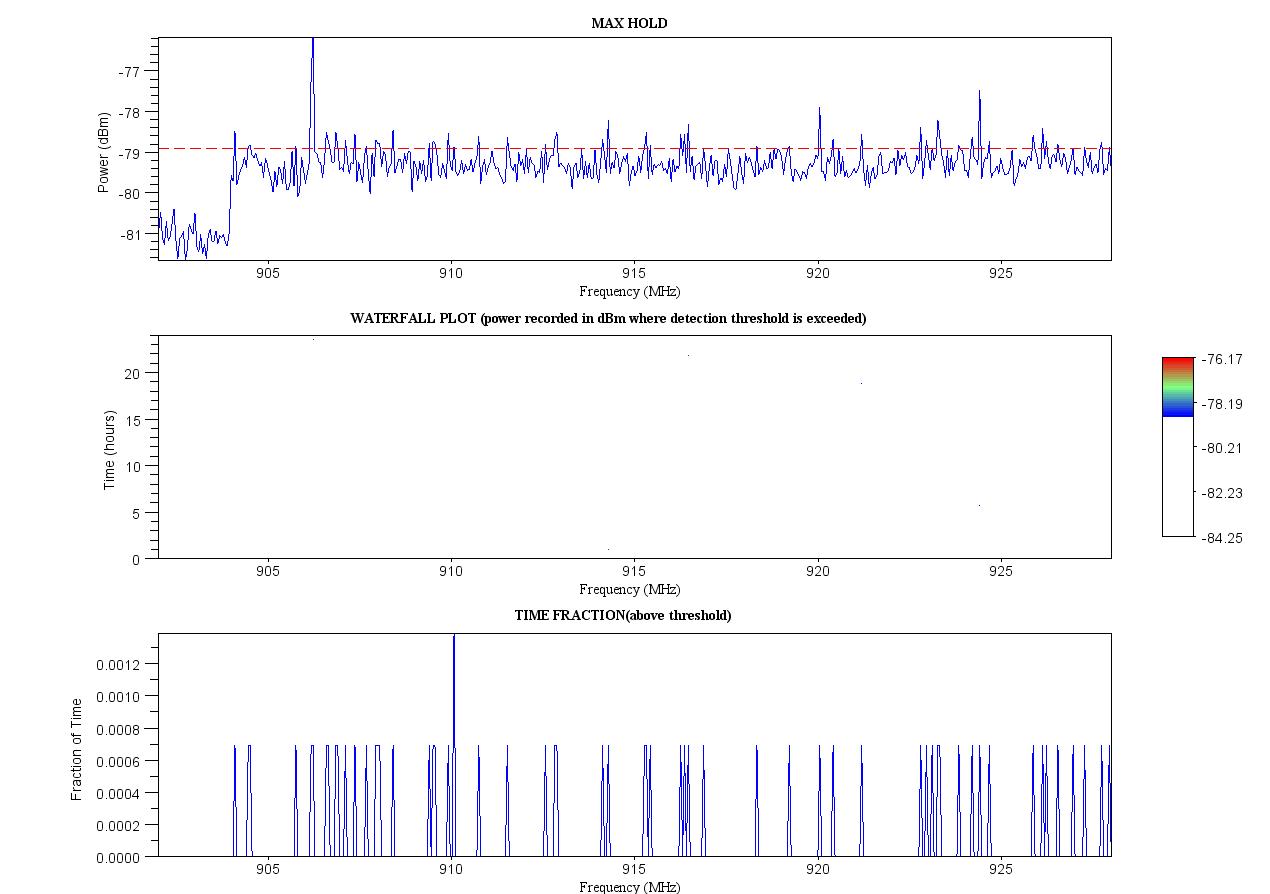 MAX HOLD
-77
-78
-79
-80
-81
Power (dBm)
905 910 915 920 925
Frequency (MHz)
WATERFALL PLOT (power recorded in dBm where detection threshold is exceeded)
20
15
10
5
0
Time (hours)
905 910 915 920 925
Frequency (MHz)
-76.17
-78.19
-80.21
-82.23
-84.25
TIME FRACTION(above threshold)
0.0012
0.0010
0.0008
0.0006
0.0004
0.0002
0.0000
Fraction of Time
905 910 915 920 925
Frequency (MHz)